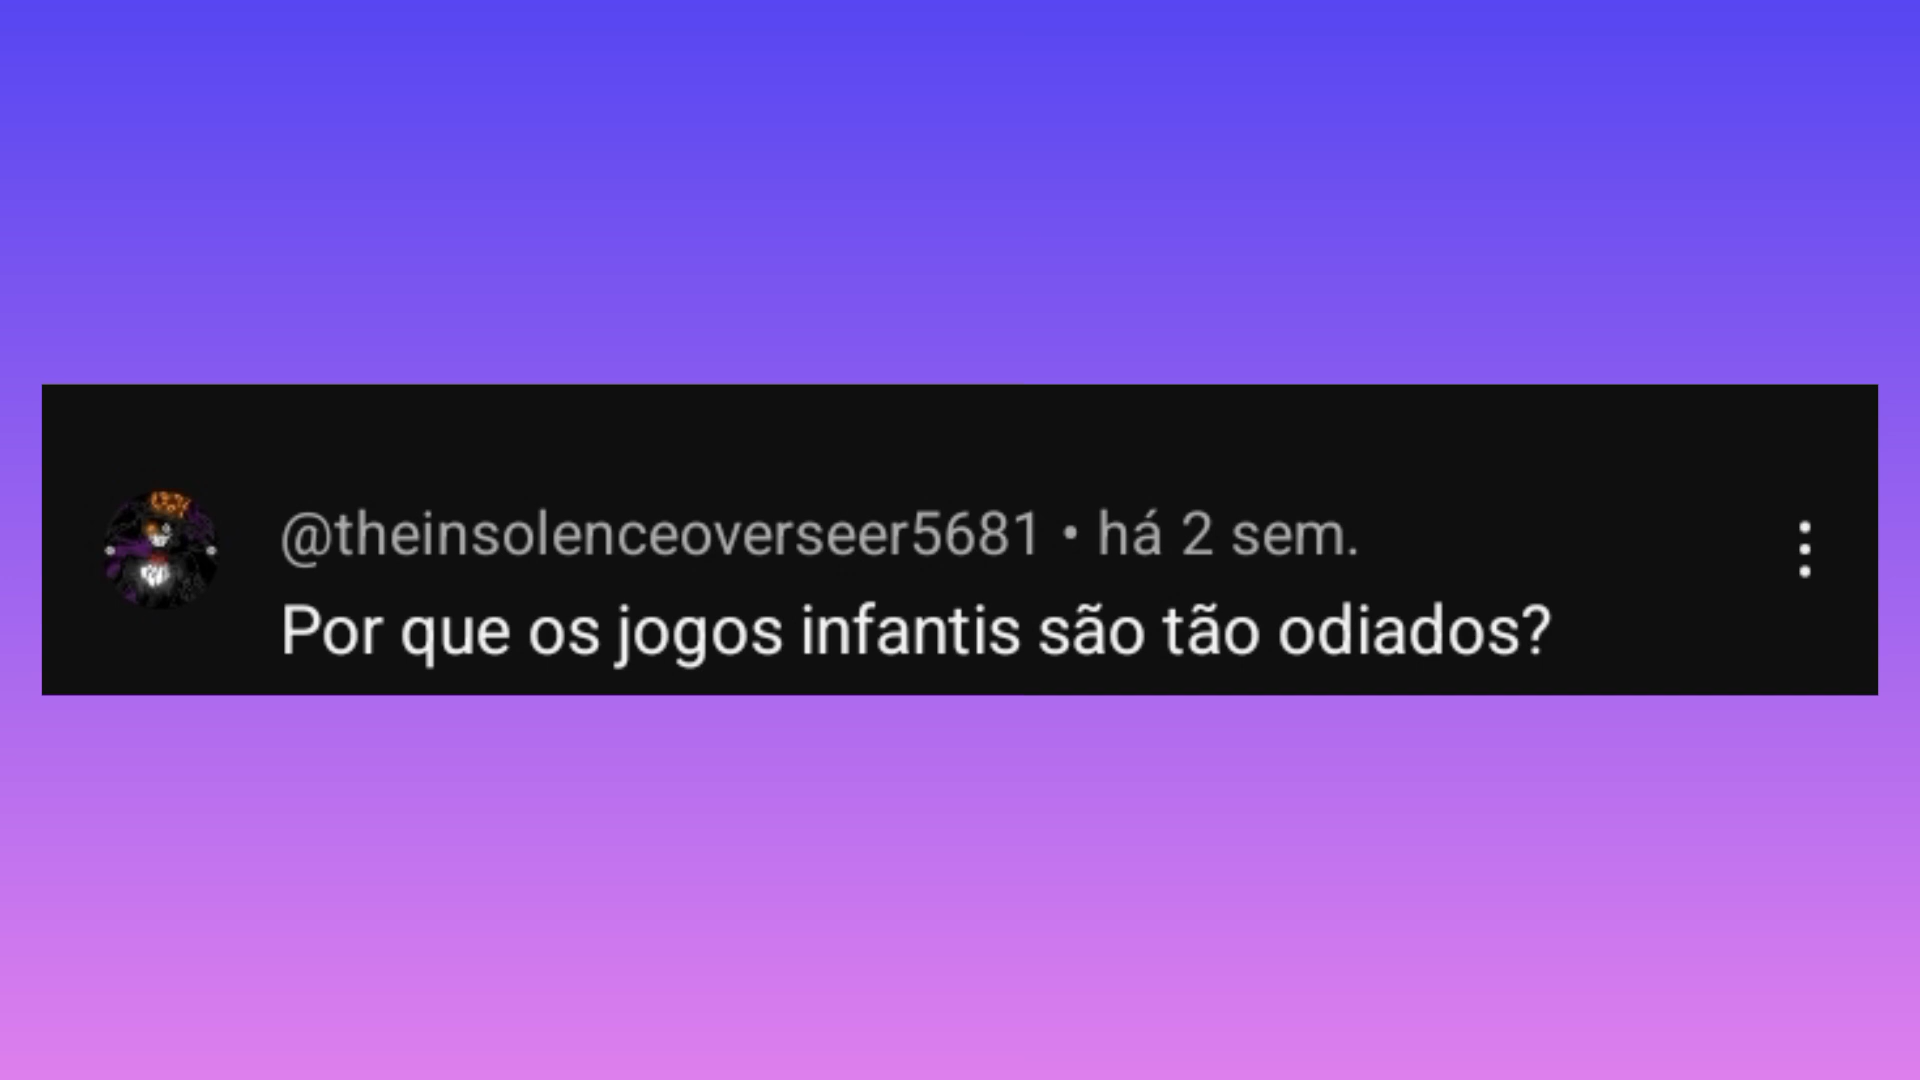 @theinsolenceoverseer5681 • há 2 sem.
Por que os jogos infantis são tão odiados?